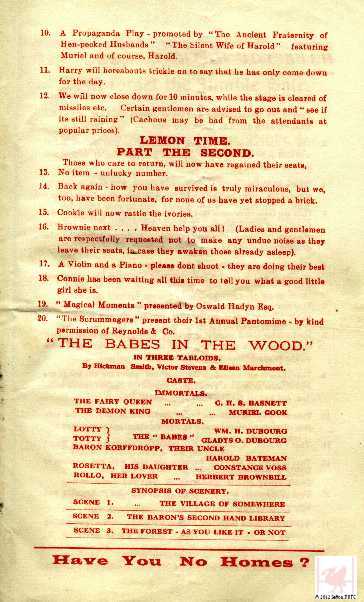 10. A Propaganda Play - promoted by "The Ancient Fraternity of
Hen-pecked Husbands" "The Silent Wife of Harold" featuring
Muriel and of course, Harold.
11. Harry will hereabouts trickle on to say that he has only come down
for the day.
12. We will now close down for 10 minutes, while the stage is cleared of
missiles etc. Certain gentlemen are advised to go out and "see if
its still raining" (Cachous may be had from the attendants at
popular prices).
LEMON TIME.
PART THE SECOND.
Those who care to return, will now have regained their seats,
13. No item - unlucky number.
14. Back again - how you have survived is truly miraculous, but we,
too, have been fortunate, for none of us have yet stopped a brick.
15. Cookie will now rattle the ivories.
16. Brownie next . . . . Heaven help you all! (Ladies and gentlemen
are respectfully requested not to make any undue noise as they
leave their seats, in case they awaken those already asleep).
17. A Violin and a Piano - please dont shoot - they are doing their best
18. Connie has been waiting all this time to tell you what a good little
girl she is.
19. "Magical Moments" presented by Oswald Hadyn Esq.
20. "The Scrummagers" present their 1st Annual Pantomime - by kind
permission of Reynolds & Co.
"THE BABES IN THE WOOD."
IN THREE TABLOIDS.
By Hickman Smith, Victor Stevens & Eileen Marchment.
CASTE.
IMMORTALS.
THE FAIRY QUEEN ... ... G. H. S. BASNETT
THE DEMON KING ... ... MURIEL COOK
MORTALS.
LOTTY } THE "BABES" WM. H. DUBOURG
TOTTY } GLADYS O. DUBOURG
BARON KORFFDROPP, THEIR UNCLE
HAROLD BATEMAN
ROSETTA, HIS DAUGHTER ... CONSTANCE VOSS
ROLLO, HER LOVER ... HERBERT BROWNBILL
SYNOPSIS OF SCENERY.
SCENE 1. ... THE VILLAGE OF SOMEWHERE
SCENE 2. THE BARON'S SECOND HAND LIBRARY
SCENE 3. THE FOREST - AS YOU LIKE IT - OR NOT
Have You No Homes?